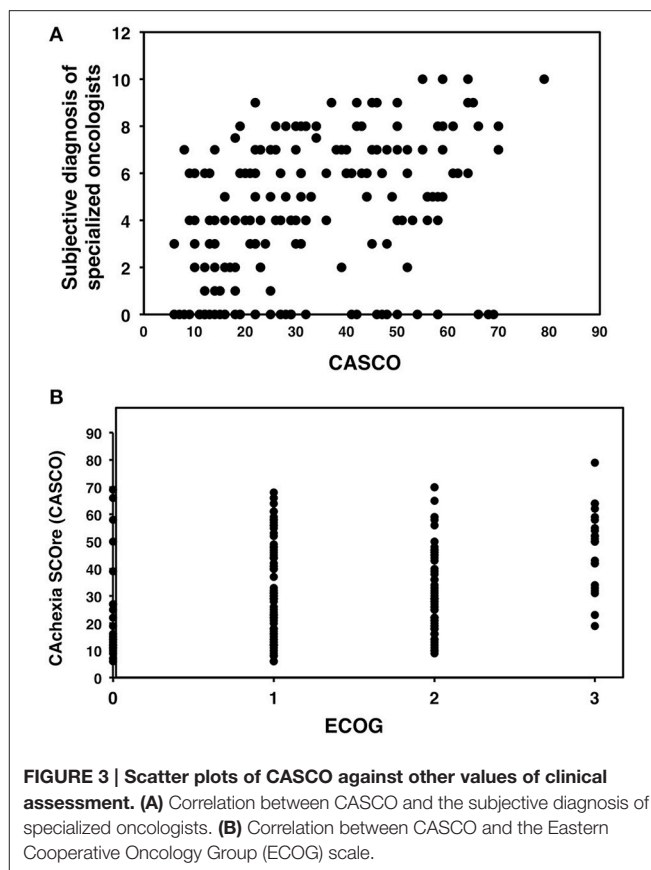 A
Subjective diagnosis of
specialized oncologists
12
10
8
6
4
2
0
0 10 20 30 40 50 60 70 80 90
CASCO
B
CAchexia SCOre (CASCO)
90
80
70
60
50
40
30
20
10
0
0 1 2 3
ECOG
FIGURE 3 | Scatter plots of CASCO against other values of clinical
assessment. (A) Correlation between CASCO and the subjective diagnosis of
specialized oncologists. (B) Correlation between CASCO and the Eastern
Cooperative Oncology Group (ECOG) scale.